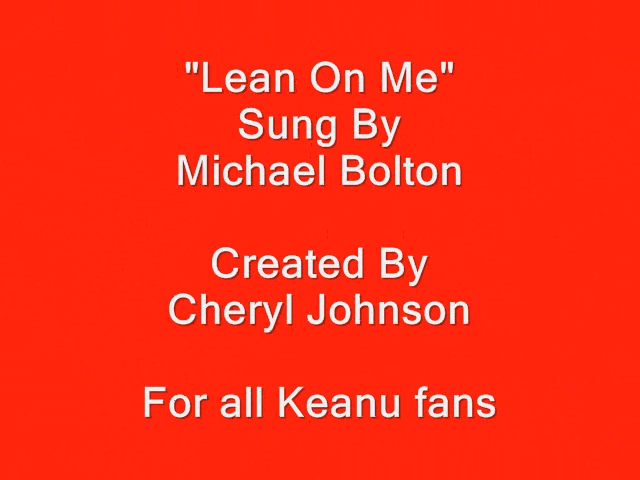 "Lean On Me"
Sung By
Michael Bolton
Created By
Cheryl Johnson
For all Keanu fans